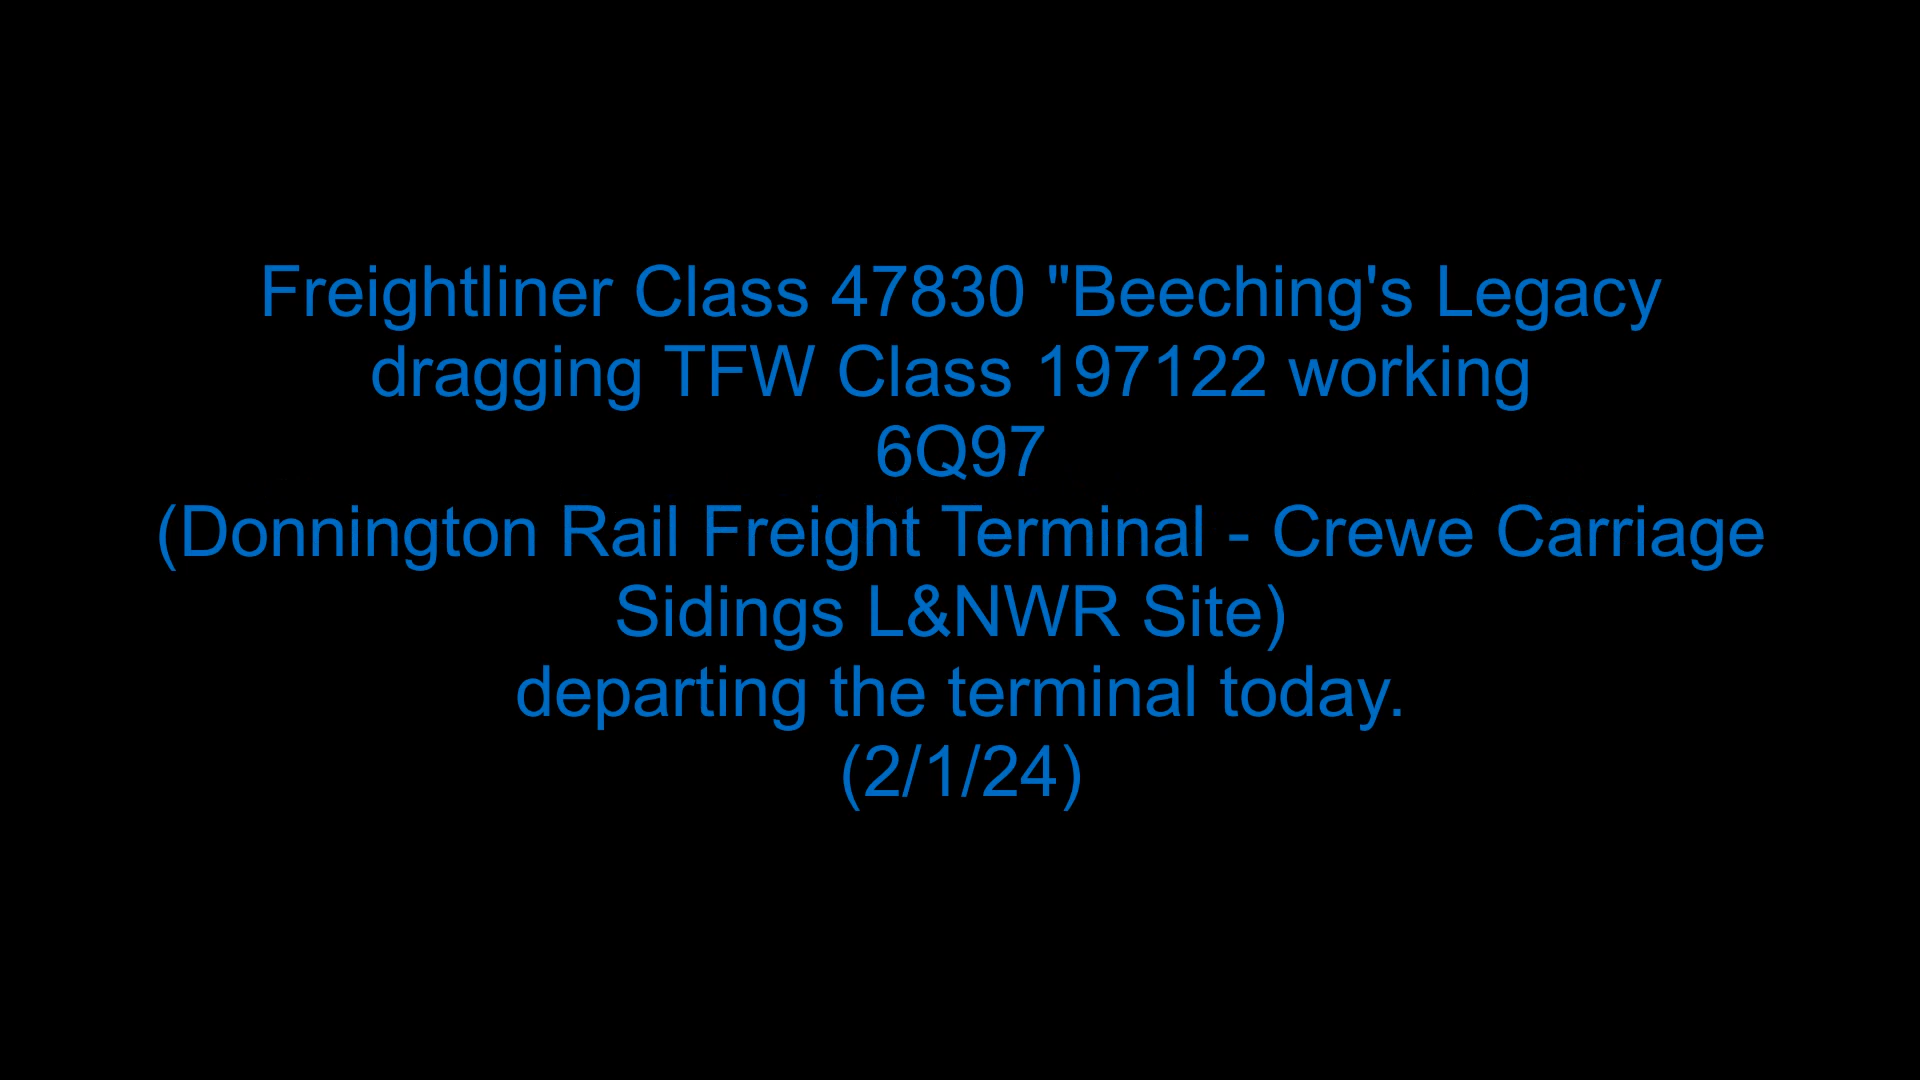 Freightliner Class 47830 "Beeching's Legacy
dragging TFW Class 197122 working
6Q97
(Donnington Rail Freight Terminal - Crewe Carriage
Sidings L&NWR Site)
departing the terminal today.
(2/1/24)